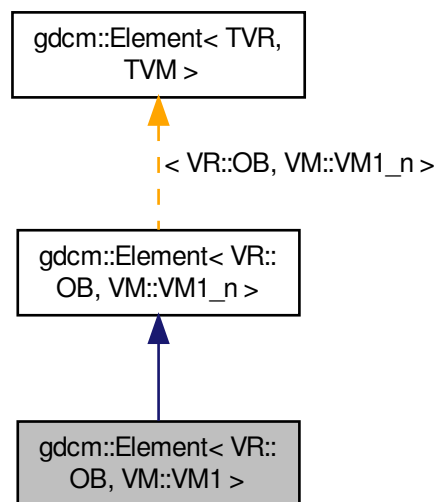 gdcm::Element< TVR,
TVM >
< VR::OB, VM::VM1_n >
gdcm::Element< VR::
OB, VM::VM1_n >
gdcm::Element< VR::
OB, VM::VM1 >